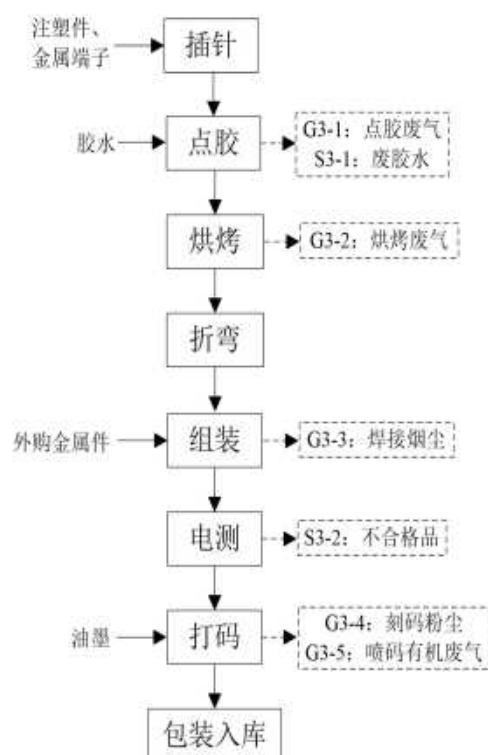 注塑件、
金属端子
插针
胶水
点胶
G3-1：点胶废气
S3-1：废胶水
烘烤
G3-2：烘烤废气
折弯
外购金属件
组装
G3-3：焊接烟尘
电测
S3-2：不合格品
油墨
打码
G3-4：刻码粉尘
G3-5：喷码有机废气
包装入库